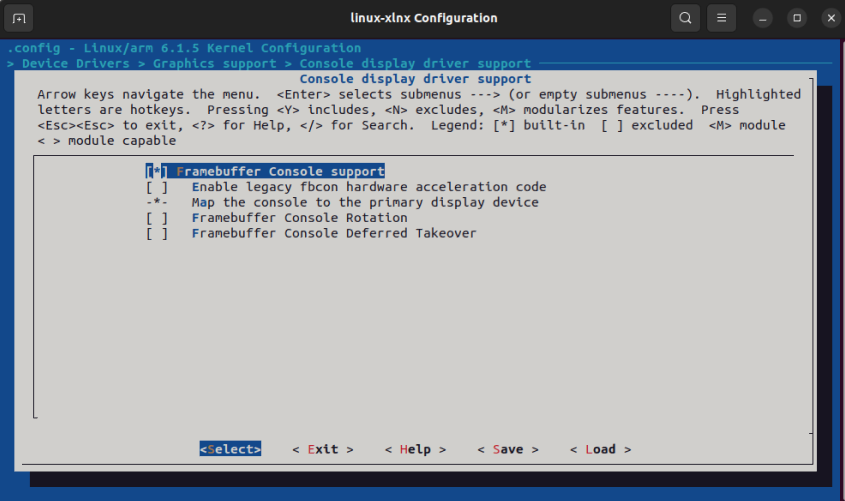 linux-xlnx Configuration
.config - Linux/arm 6.1.5 Kernel Configuration
> Device Drivers > Graphics support > Console display driver support
Console display driver support
Arrow keys navigate the menu.  <Enter> selects submenus ---> (or empty submenus ----).  Highlighted
letters are hotkeys.  Pressing <Y> includes, <N> excludes, <M> modularizes features.  Press
<Esc><Esc> to exit, <?> for Help, </> for Search.  Legend: [*] built-in  [ ] excluded  <M> module
< > module capable
[*] Framebuffer Console support
[ ]   Enable legacy fbcon hardware acceleration code
-*-   Map the console to the primary display device
[ ]   Framebuffer Console Rotation
[ ]   Framebuffer Console Deferred Takeover
<Select>    < Exit >    < Help >    < Save >    < Load >